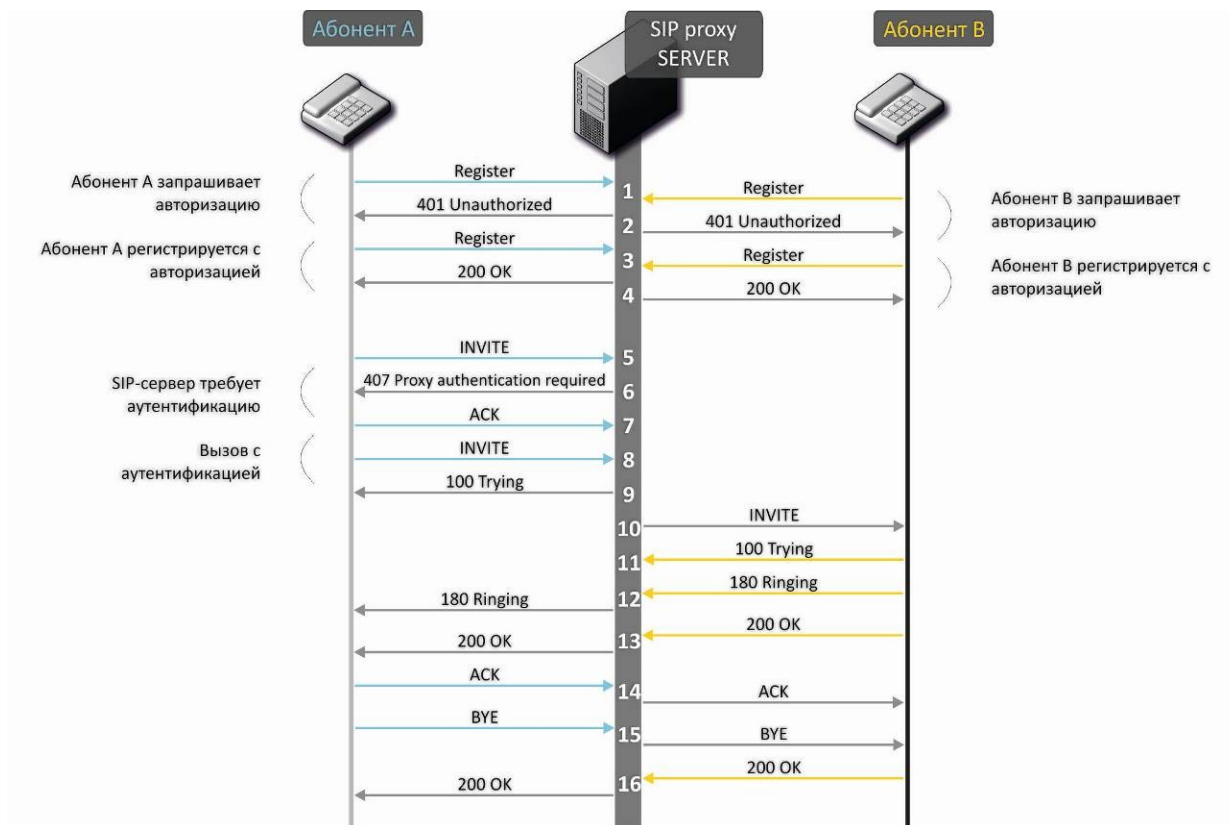 Абонент А
SIP proxy
SERVER
Абонент В
Абонент А запрашивает
авторизацию
Register
1
Register
Абонент В запрашивает
авторизацию
401 Unauthorized
2
401 Unauthorized
Абонент А регистрируется с
авторизацией
Register
3
Register
Абонент В регистрируется с
авторизацией
200 OK
4
200 OK
INVITE
5
SIP-сервер требует
аутентификацию
407 Proxy authentication required
6
ACK
7
Вызов с
аутентификацией
INVITE
8
100 Trying
9
10
INVITE
11
100 Trying
180 Ringing
12
180 Ringing
200 OK
13
200 OK
ACK
14
ACK
BYE
15
BYE
200 OK
16
200 OK